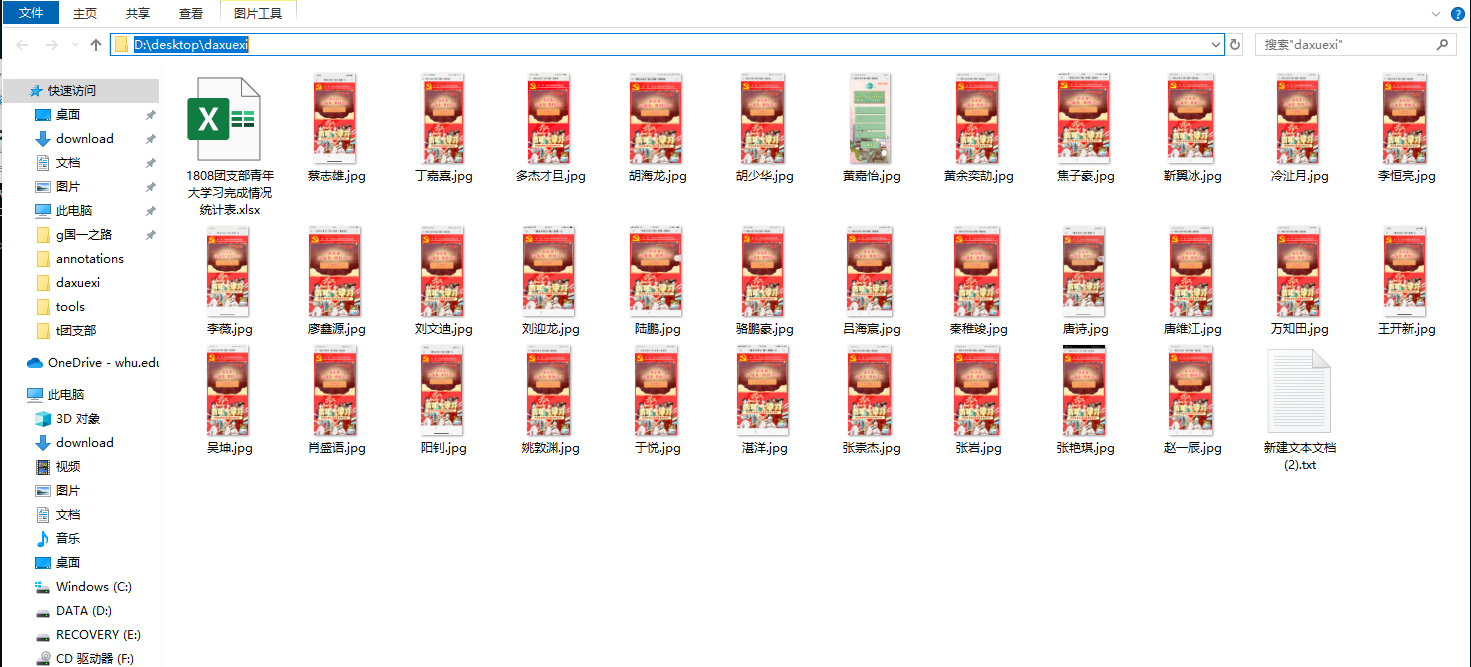 文件 主页 共享 查看 图片工具
D:\desktop\daxuexi 搜索"daxuexi"
快速访问
桌面
download
文档
图片
此电脑
g国一之路
annotations
daxuexi
tools
t团支部
OneDrive - whu.edu
此电脑
3D 对象
download
视频
图片
文档
音乐
桌面
Windows (C:)
DATA (D:)
RECOVERY (E:)
CD 驱动器 (F:)
1808团支部青年
大学习完成情况
统计表.xlsx
蔡志雄.jpg
丁嘉嘉.jpg
多杰才旦.jpg
胡海龙.jpg
胡少华.jpg
黄嘉怡.jpg
黄余奕劼.jpg
焦子豪.jpg
靳翼冰.jpg
冷沚月.jpg
李恒亮.jpg
李薇.jpg
廖鑫源.jpg
刘文迪.jpg
刘迎龙.jpg
陆鹏.jpg
骆鹏豪.jpg
吕海宸.jpg
秦稚竣.jpg
唐诗.jpg
唐维江.jpg
万知田.jpg
王开新.jpg
吴坤.jpg
肖盛语.jpg
阳钊.jpg
姚敦渊.jpg
于悦.jpg
湛洋.jpg
张崇杰.jpg
张岩.jpg
张艳琪.jpg
赵一辰.jpg
新建文本文档
(2).txt